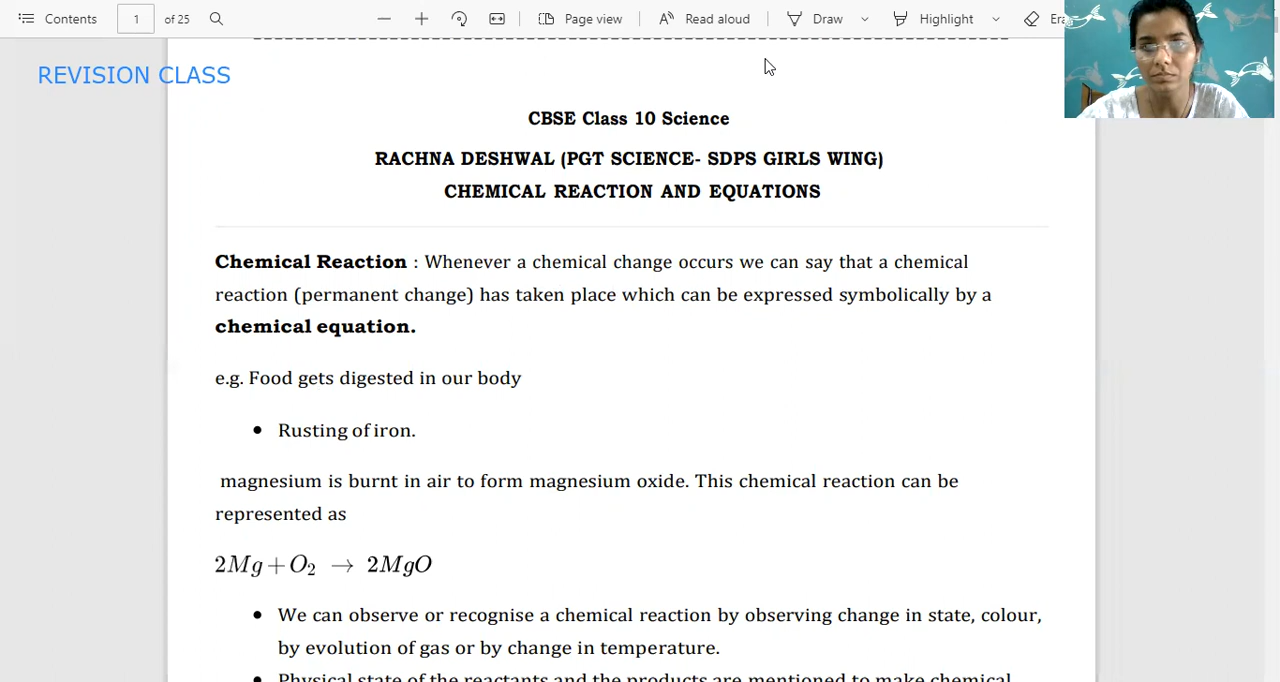 Contents 1 of 25 Page view Read aloud Draw Highlight
REVISION CLASS
CBSE Class 10 Science
RACHNA DESHWAL (PGT SCIENCE- SDPS GIRLS WING)
CHEMICAL REACTION AND EQUATIONS
Chemical Reaction : Whenever a chemical change occurs we can say that a chemical
reaction (permanent change) has taken place which can be expressed symbolically by a
chemical equation.
e.g. Food gets digested in our body
• Rusting of iron.
magnesium is burnt in air to form magnesium oxide. This chemical reaction can be
represented as
2Mg + O₂ → 2MgO
• We can observe or recognise a chemical reaction by observing change in state, colour,
by evolution of gas or by change in temperature.
• Physical state of the reactants and the products are mentioned to make chemical